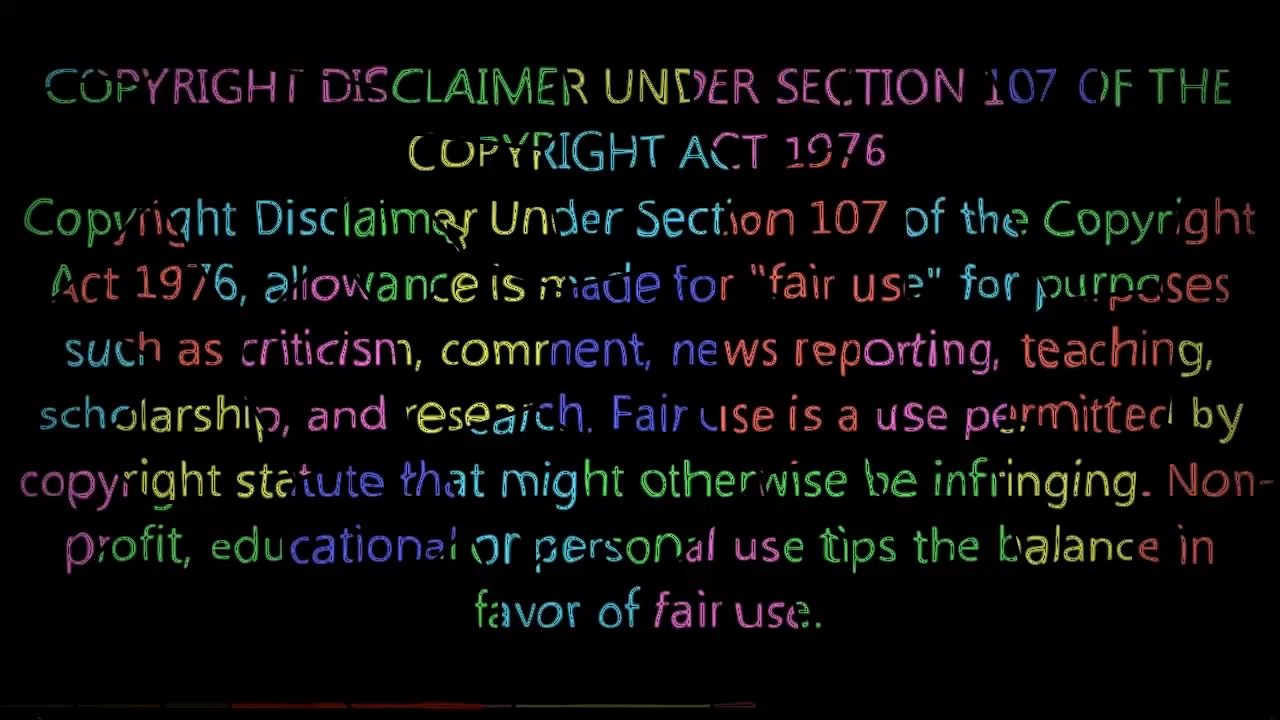 COPYRIGHT DISCLAIMER UNDER SECTION 107 OF THE
COPYRIGHT ACT 1976
Copyright Disclaimer Under Section 107 of the Copyright
Act 1976, allowance is made for "fair use" for purposes
such as criticism, comment, news reporting, teaching,
scholarship, and research. Fair use is a use permitted by
copyright statute that might otherwise be infringing. Non-
profit, educational or personal use tips the balance in
favor of fair use.